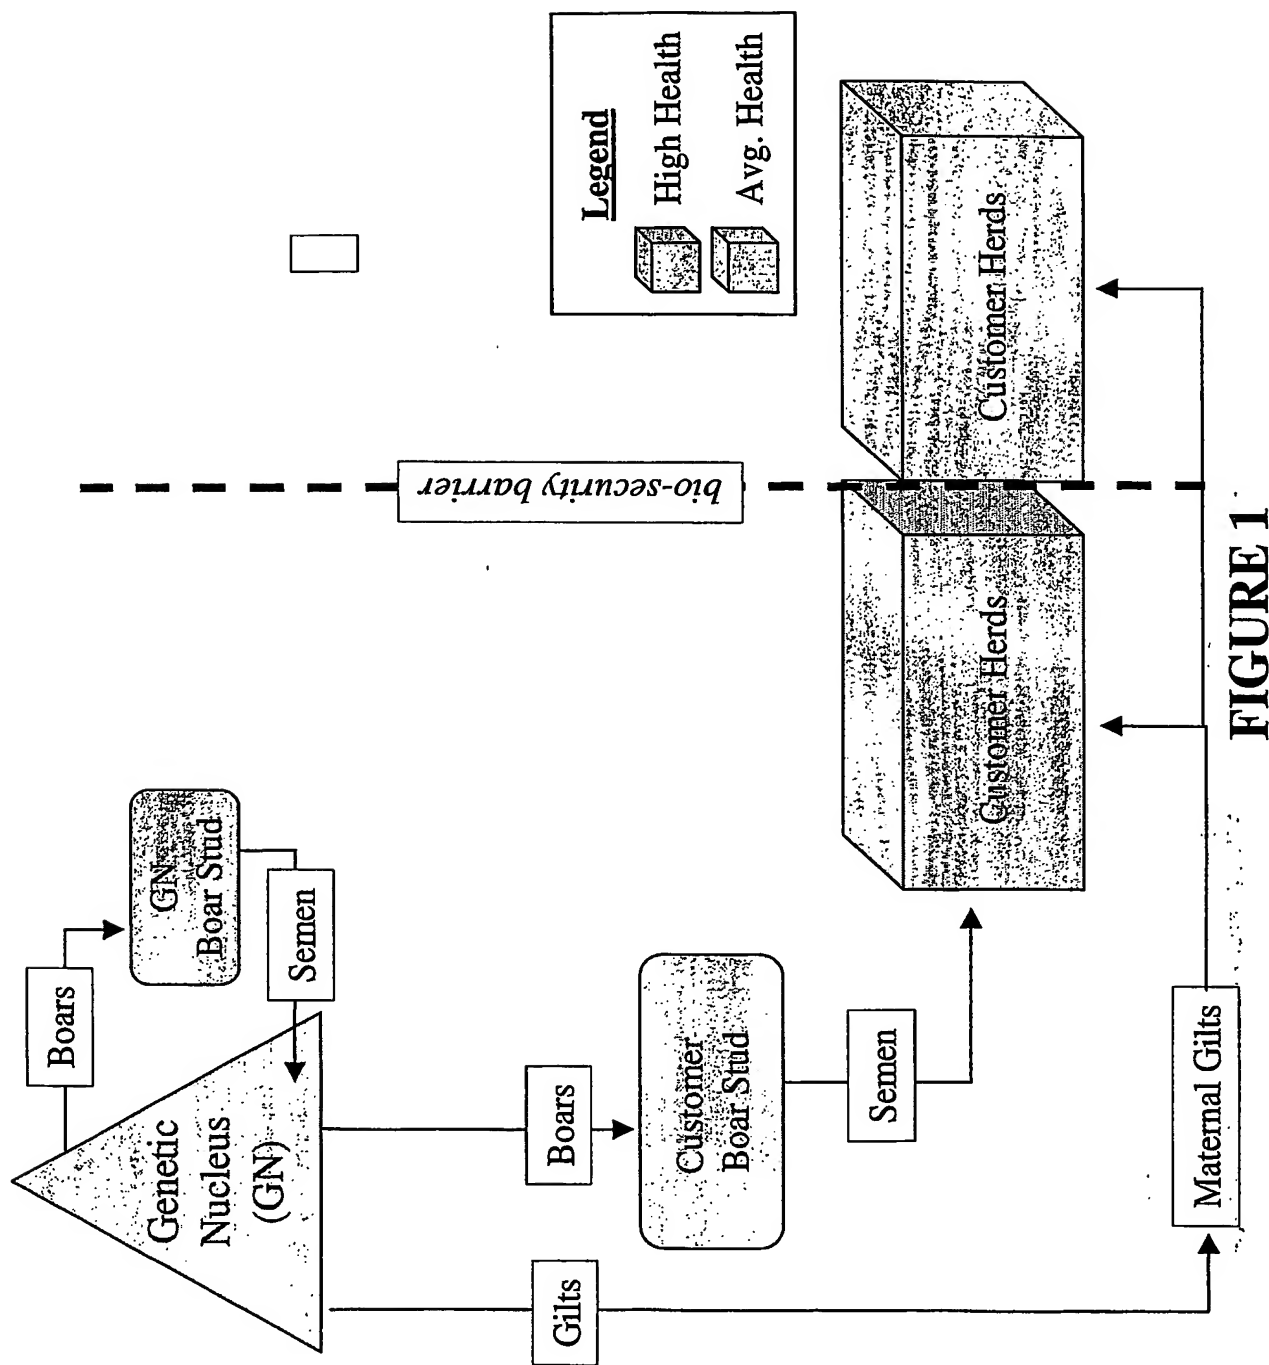 Genetic
Nucleus
(GN)
Boars
GN
Boar Stud
Semen
Gilts
Boars
Customer
Boar Stud
Semen
Maternal Gilts
Customer Herds
bio-security barrier
Customer Herds
Legend
High Health
Avg. Health
FIGURE 1